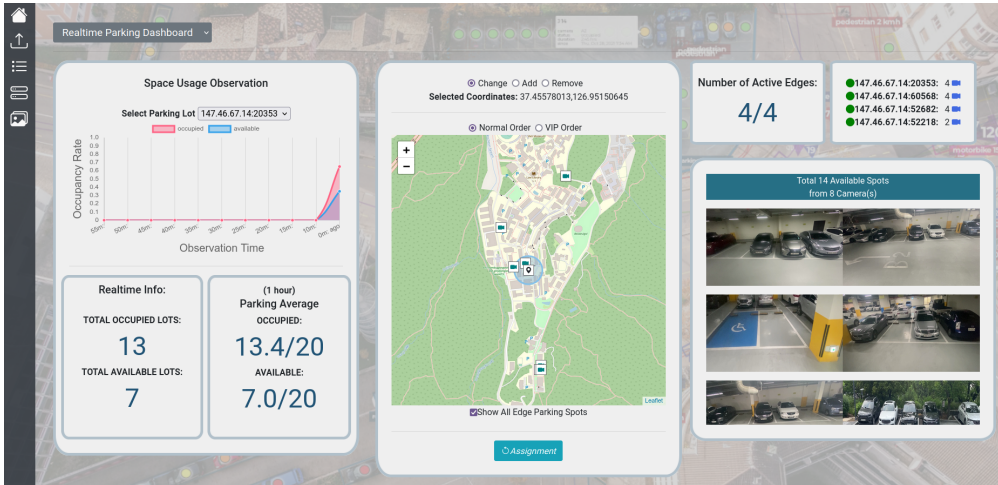 Realtime Parking Dashboard
pedestrian 2 kmh
pedestrian
Space Usage Observation
Select Parking Lot 147.46.67.14:20353
occupied available
Occupancy Rate
1.0
0.9
0.8
0.7
0.6
0.5
0.4
0.3
0.2
0.1
0
55m: 50m: 45m: 40m: 35m: 30m: 25m: 20m: 15m: 10m: 0m: ago
Observation Time
Realtime Info:
TOTAL OCCUPIED LOTS:
13
TOTAL AVAILABLE LOTS:
7
(1 hour)
Parking Average
OCCUPIED:
13.4/20
AVAILABLE:
7.0/20
Change Add Remove
Selected Coordinates: 37.45578013,126.95150645
Normal Order VIP Order
+
−
Leaflet
Show All Edge Parking Spots
Assignment
Number of Active Edges:
4/4
147.46.67.14:20353: 4
147.46.67.14:60568: 4
147.46.67.14:52682: 4
147.46.67.14:52218: 2
motorbike
Total 14 Available Spots
from 8 Camera(s)